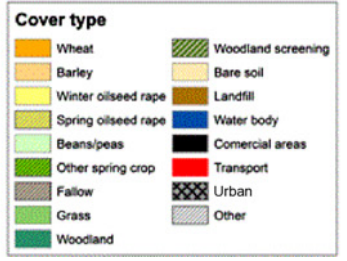 Cover type
Wheat
Barley
Winter oilseed rape
Spring oilseed rape
Beans/peas
Other spring crop
Fallow
Grass
Woodland
Woodland screening
Bare soil
Landfill
Water body
Comercial areas
Transport
Urban
Other